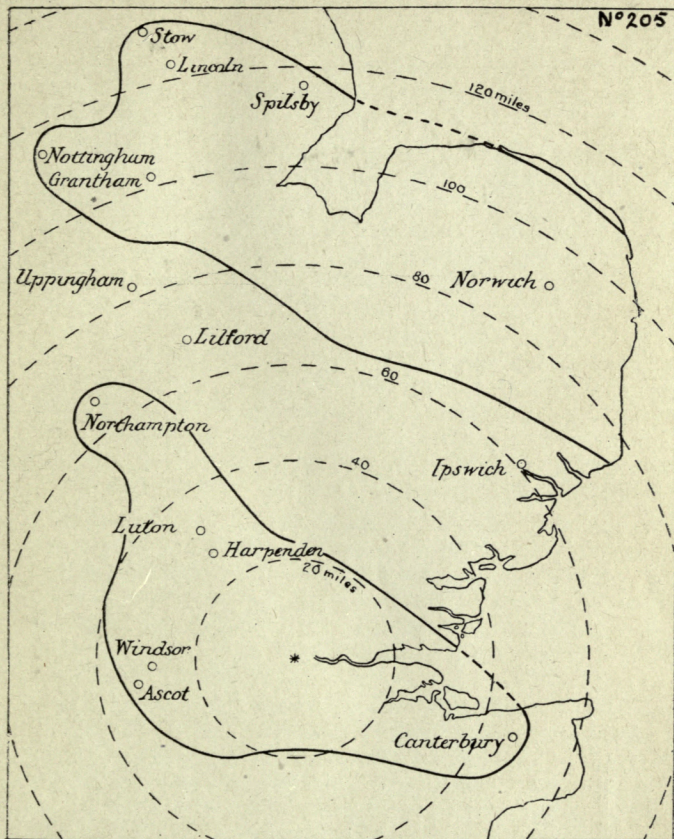 Nº 205
Stow
Lincoln
Spilsby
120 miles
Nottingham
Grantham
100
Uppingham
80
Norwich
Lilford
60
Northampton
40
Ipswich
Luton
Harpenden
20 miles
Windsor
Ascot
Canterbury